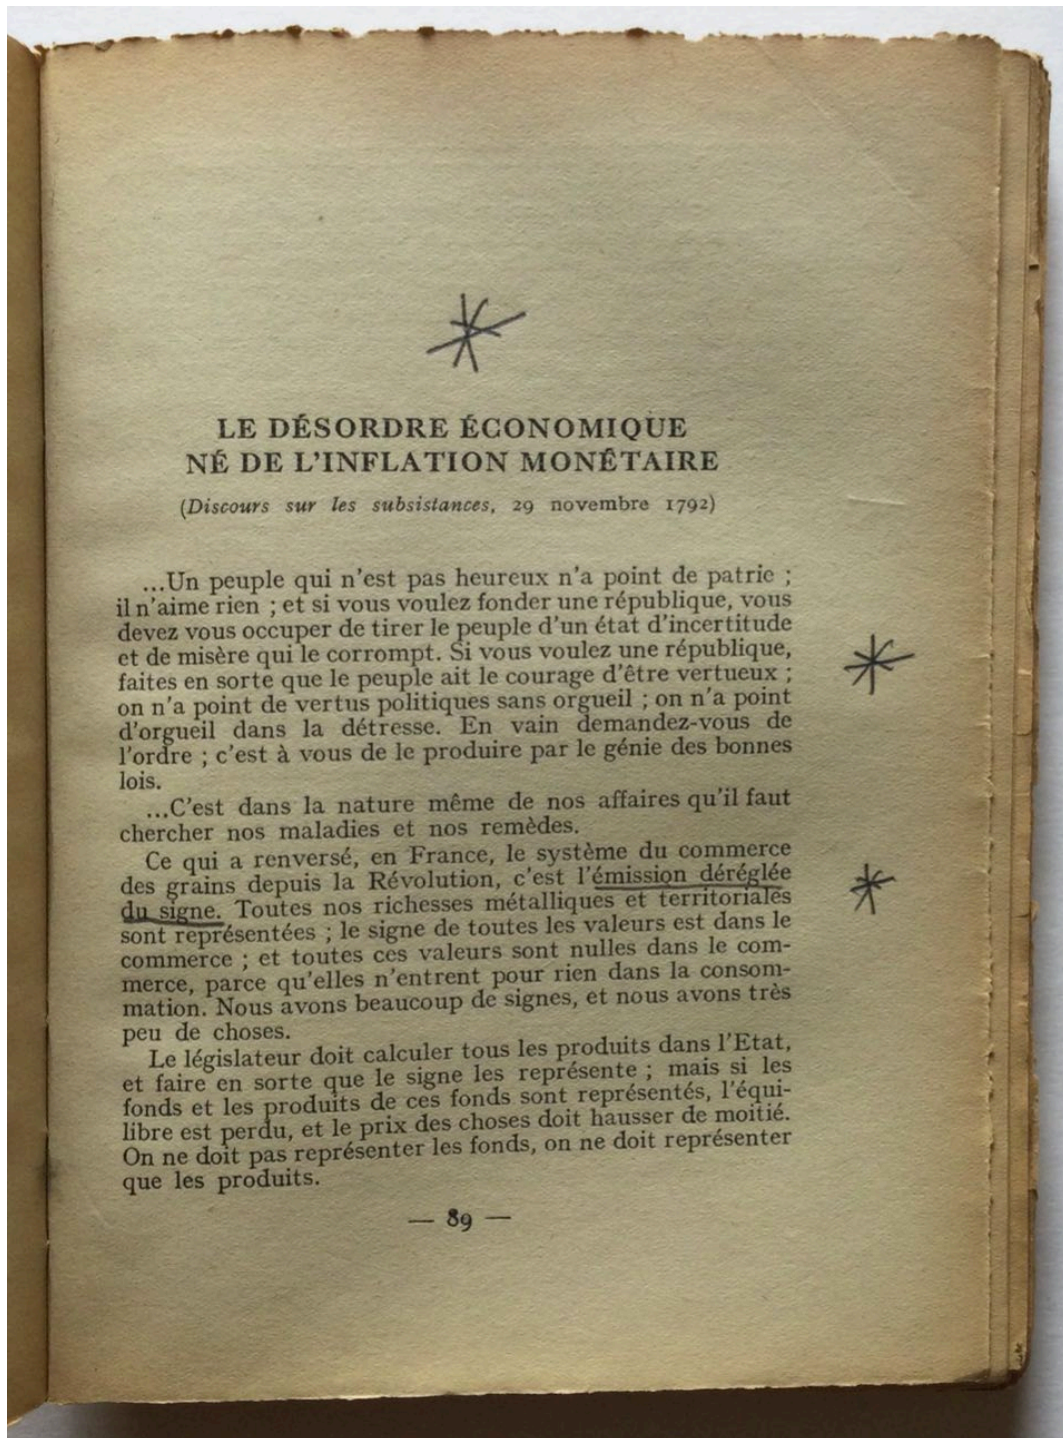 LE DÉSORDRE ÉCONOMIQUE
NÉ DE L'INFLATION MONÉTAIRE
(Discours sur les subsistances, 29 novembre 1792)
...Un peuple qui n'est pas heureux n'a point de patrie ;
il n'aime rien ; et si vous voulez fonder une république, vous
devez vous occuper de tirer le peuple d'un état d'incertitude
et de misère qui le corrompt. Si vous voulez une république,
faites en sorte que le peuple ait le courage d'être vertueux ;
on n'a point de vertus politiques sans orgueil ; on n'a point
d'orgueil dans la détresse. En vain demandez-vous de
l'ordre ; c'est à vous de le produire par le génie des bonnes
lois.
...C'est dans la nature même de nos affaires qu'il faut
chercher nos maladies et nos remèdes.
Ce qui a renversé, en France, le système du commerce
des grains depuis la Révolution, c'est l'émission déréglée
du signe. Toutes nos richesses métalliques et territoriales
sont représentées ; le signe de toutes les valeurs est dans le
commerce ; et toutes ces valeurs sont nulles dans le com-
merce, parce qu'elles n'entrent pour rien dans la consom-
mation. Nous avons beaucoup de signes, et nous avons très
peu de choses.
Le législateur doit calculer tous les produits dans l'Etat,
et faire en sorte que le signe les représente ; mais si les
fonds et les produits de ces fonds sont représentés, l'équi-
libre est perdu, et le prix des choses doit hausser de moitié.
On ne doit pas représenter les fonds, on ne doit représenter
que les produits.
— 89 —